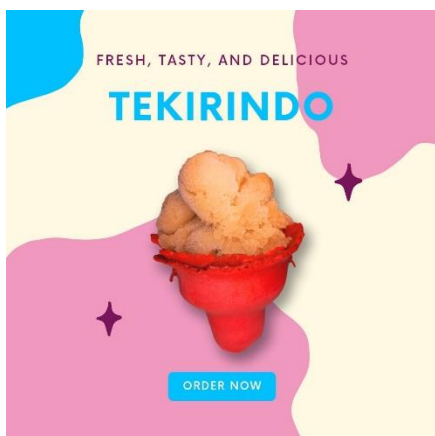 FRESH, TASTY, AND DELICIOUS
TEKIRINDO
ORDER NOW